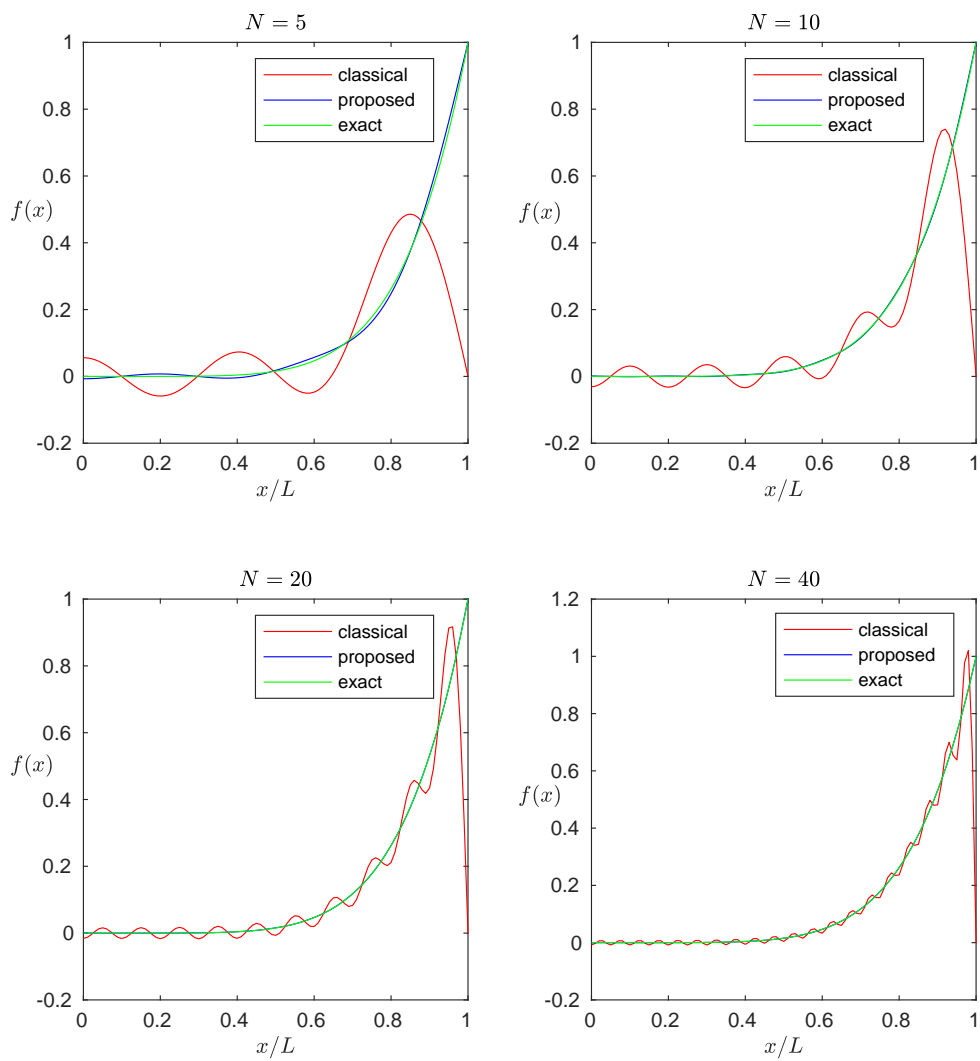 N = 5
1
0.8
0.6
0.4
0.2
0
-0.2
f(x)
classical
proposed
exact
0 0.2 0.4 0.6 0.8 1
x/L
N = 10
1
0.8
0.6
0.4
0.2
0
-0.2
f(x)
classical
proposed
exact
0 0.2 0.4 0.6 0.8 1
x/L
N = 20
1
0.8
0.6
0.4
0.2
0
-0.2
f(x)
classical
proposed
exact
0 0.2 0.4 0.6 0.8 1
x/L
N = 40
1.2
1
0.8
0.6
0.4
0.2
0
-0.2
f(x)
classical
proposed
exact
0 0.2 0.4 0.6 0.8 1
x/L